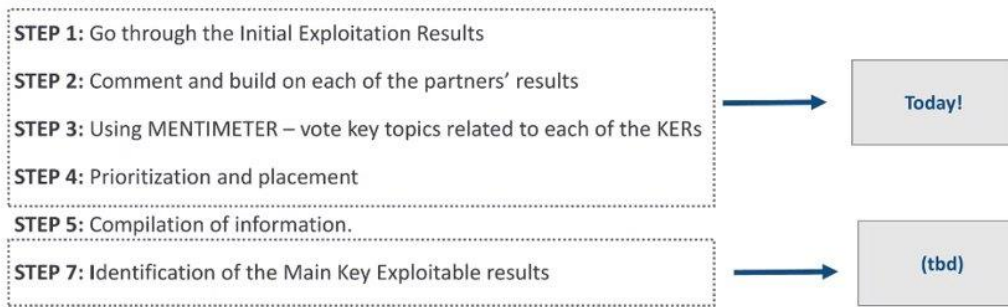 STEP 1: Go through the Initial Exploitation Results
STEP 2: Comment and build on each of the partners’ results
Today!
STEP 3: Using MENTIMETER – vote key topics related to each of the KERs
STEP 4: Prioritization and placement
STEP 5: Compilation of information.
STEP 7: Identification of the Main Key Exploitable results
(tbd)